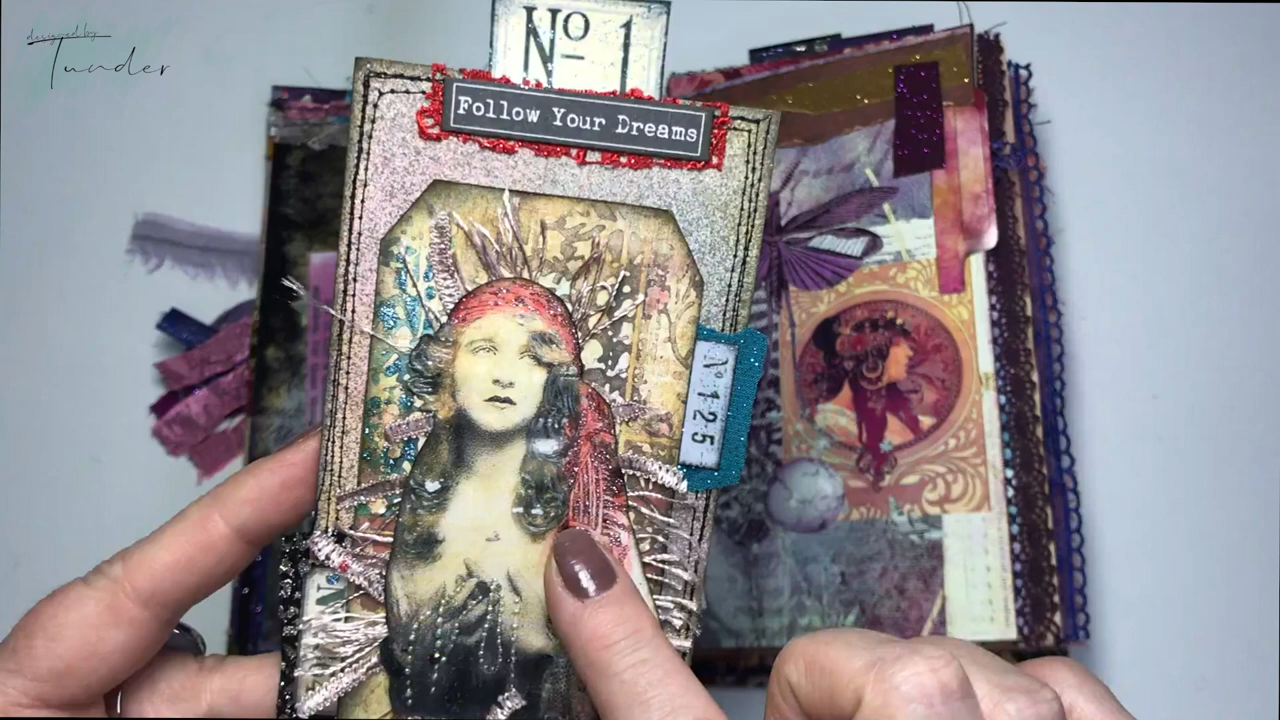 designed by
Tunder
Nº 1
Follow Your Dreams
Nº 125